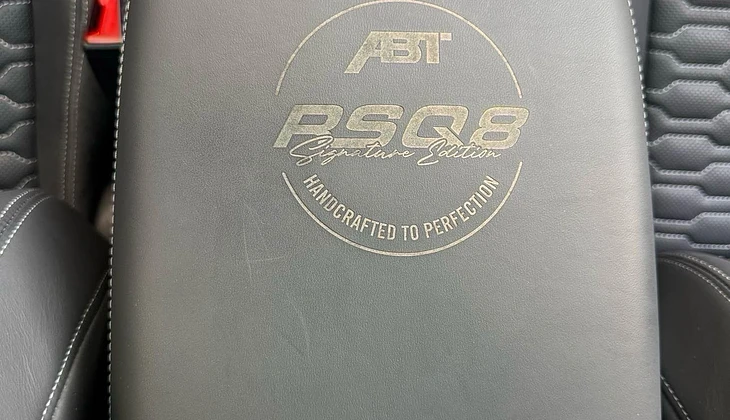 ABT
RSQ8
Signature Edition
HANDCRAFTED TO PERFECTION